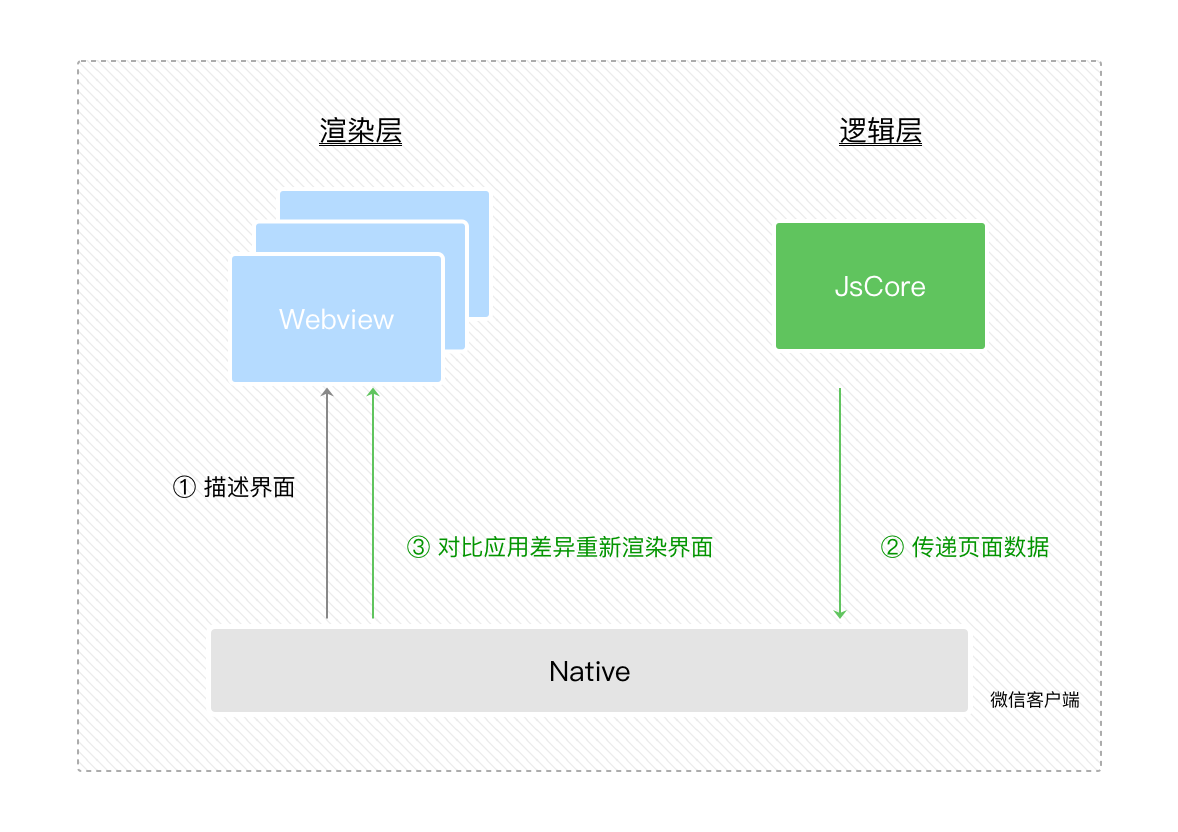 渲染层
逻辑层
Webview
JsCore
① 描述界面
③ 对比应用差异重新渲染界面
② 传递页面数据
Native
微信客户端